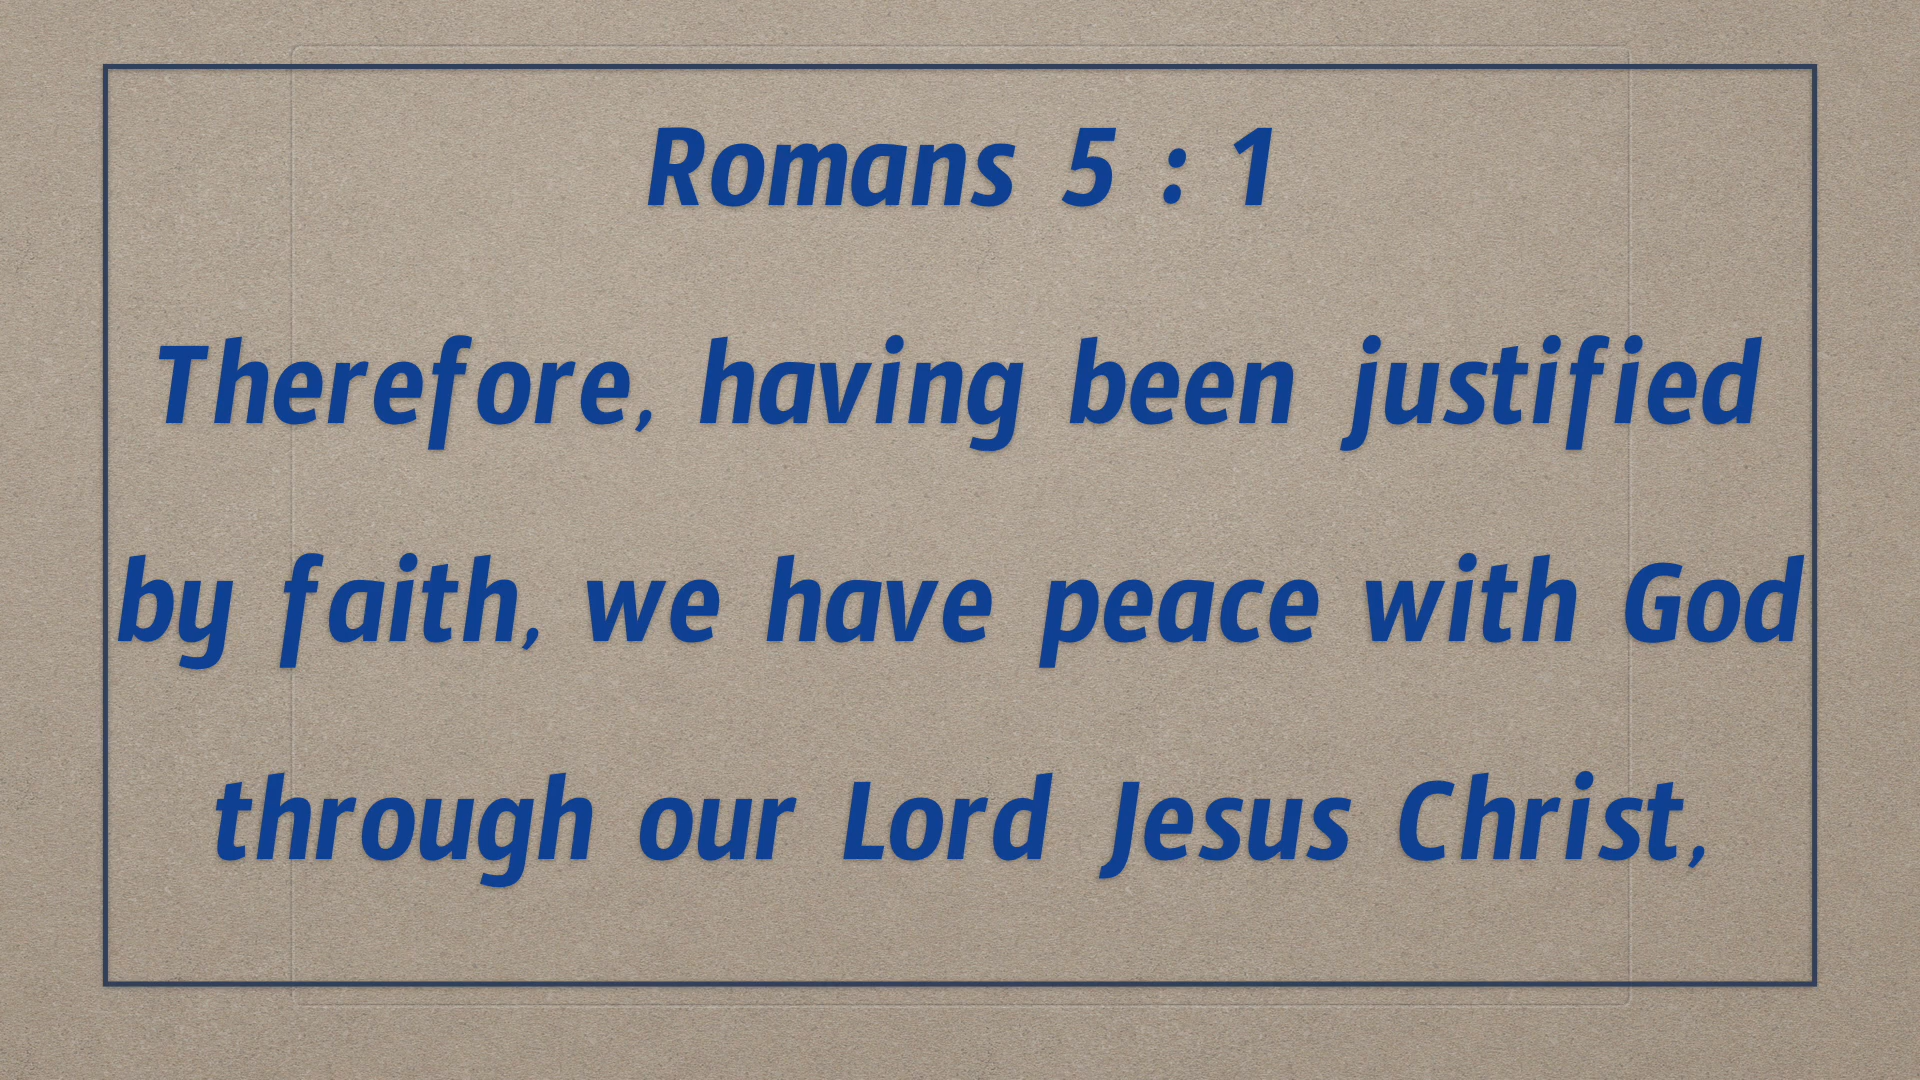 Romans 5 : 1
Therefore, having been justified
by faith, we have peace with God
through our Lord Jesus Christ,